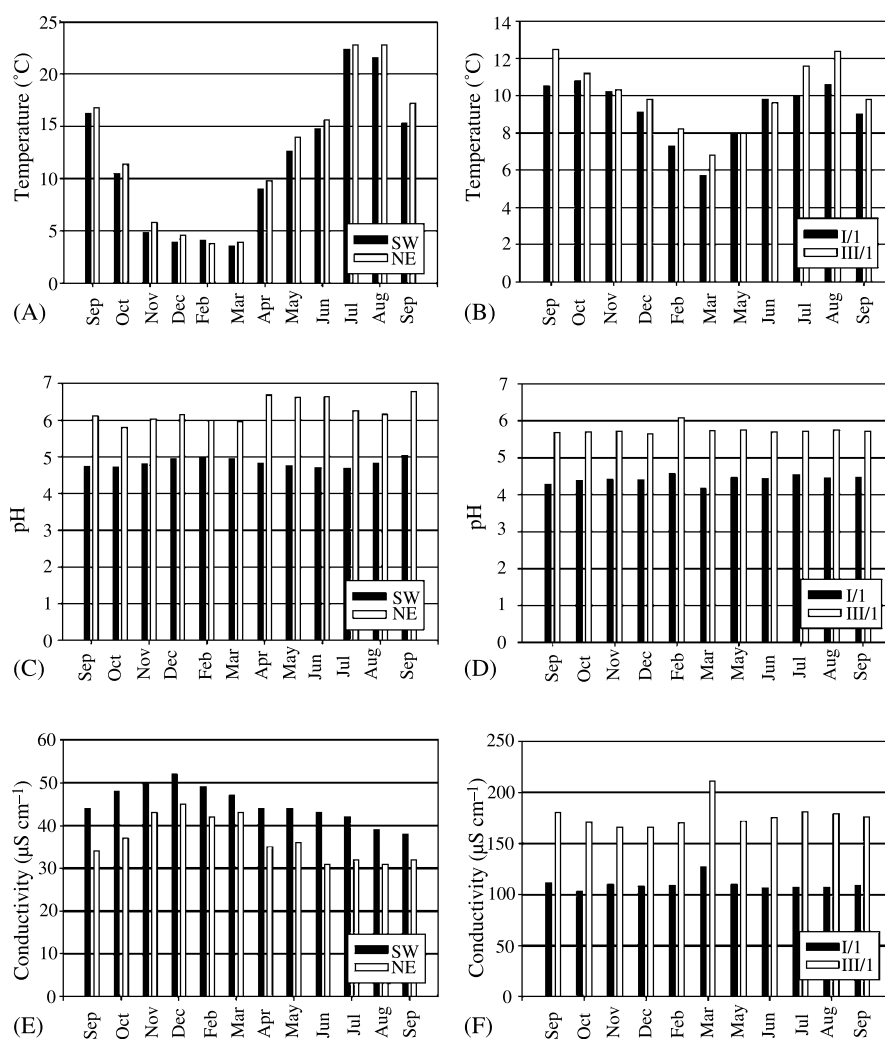 Temperature (˚C)
25
20
15
10
5
0
SW
NE
Sep Oct Nov Dec Feb Mar Apr May Jun Jul Aug Sep
(A)
Temperature (˚C)
14
12
10
8
6
4
2
0
I/1
III/1
Sep Oct Nov Dec Feb Mar May Jun Jul Aug Sep
(B)
pH
7
6
5
4
3
2
1
0
SW
NE
Sep Oct Nov Dec Feb Mar Apr May Jun Jul Aug Sep
(C)
pH
7
6
5
4
3
2
1
0
I/1
III/1
Sep Oct Nov Dec Feb Mar May Jun Jul Aug Sep
(D)
Conductivity (µS cm⁻¹)
60
50
40
30
20
10
0
SW
NE
Sep Oct Nov Dec Feb Mar Apr May Jun Jul Aug Sep
(E)
Conductivity (µS cm⁻¹)
250
200
150
100
50
0
I/1
III/1
Sep Oct Nov Dec Feb Mar May Jun Jul Aug Sep
(F)